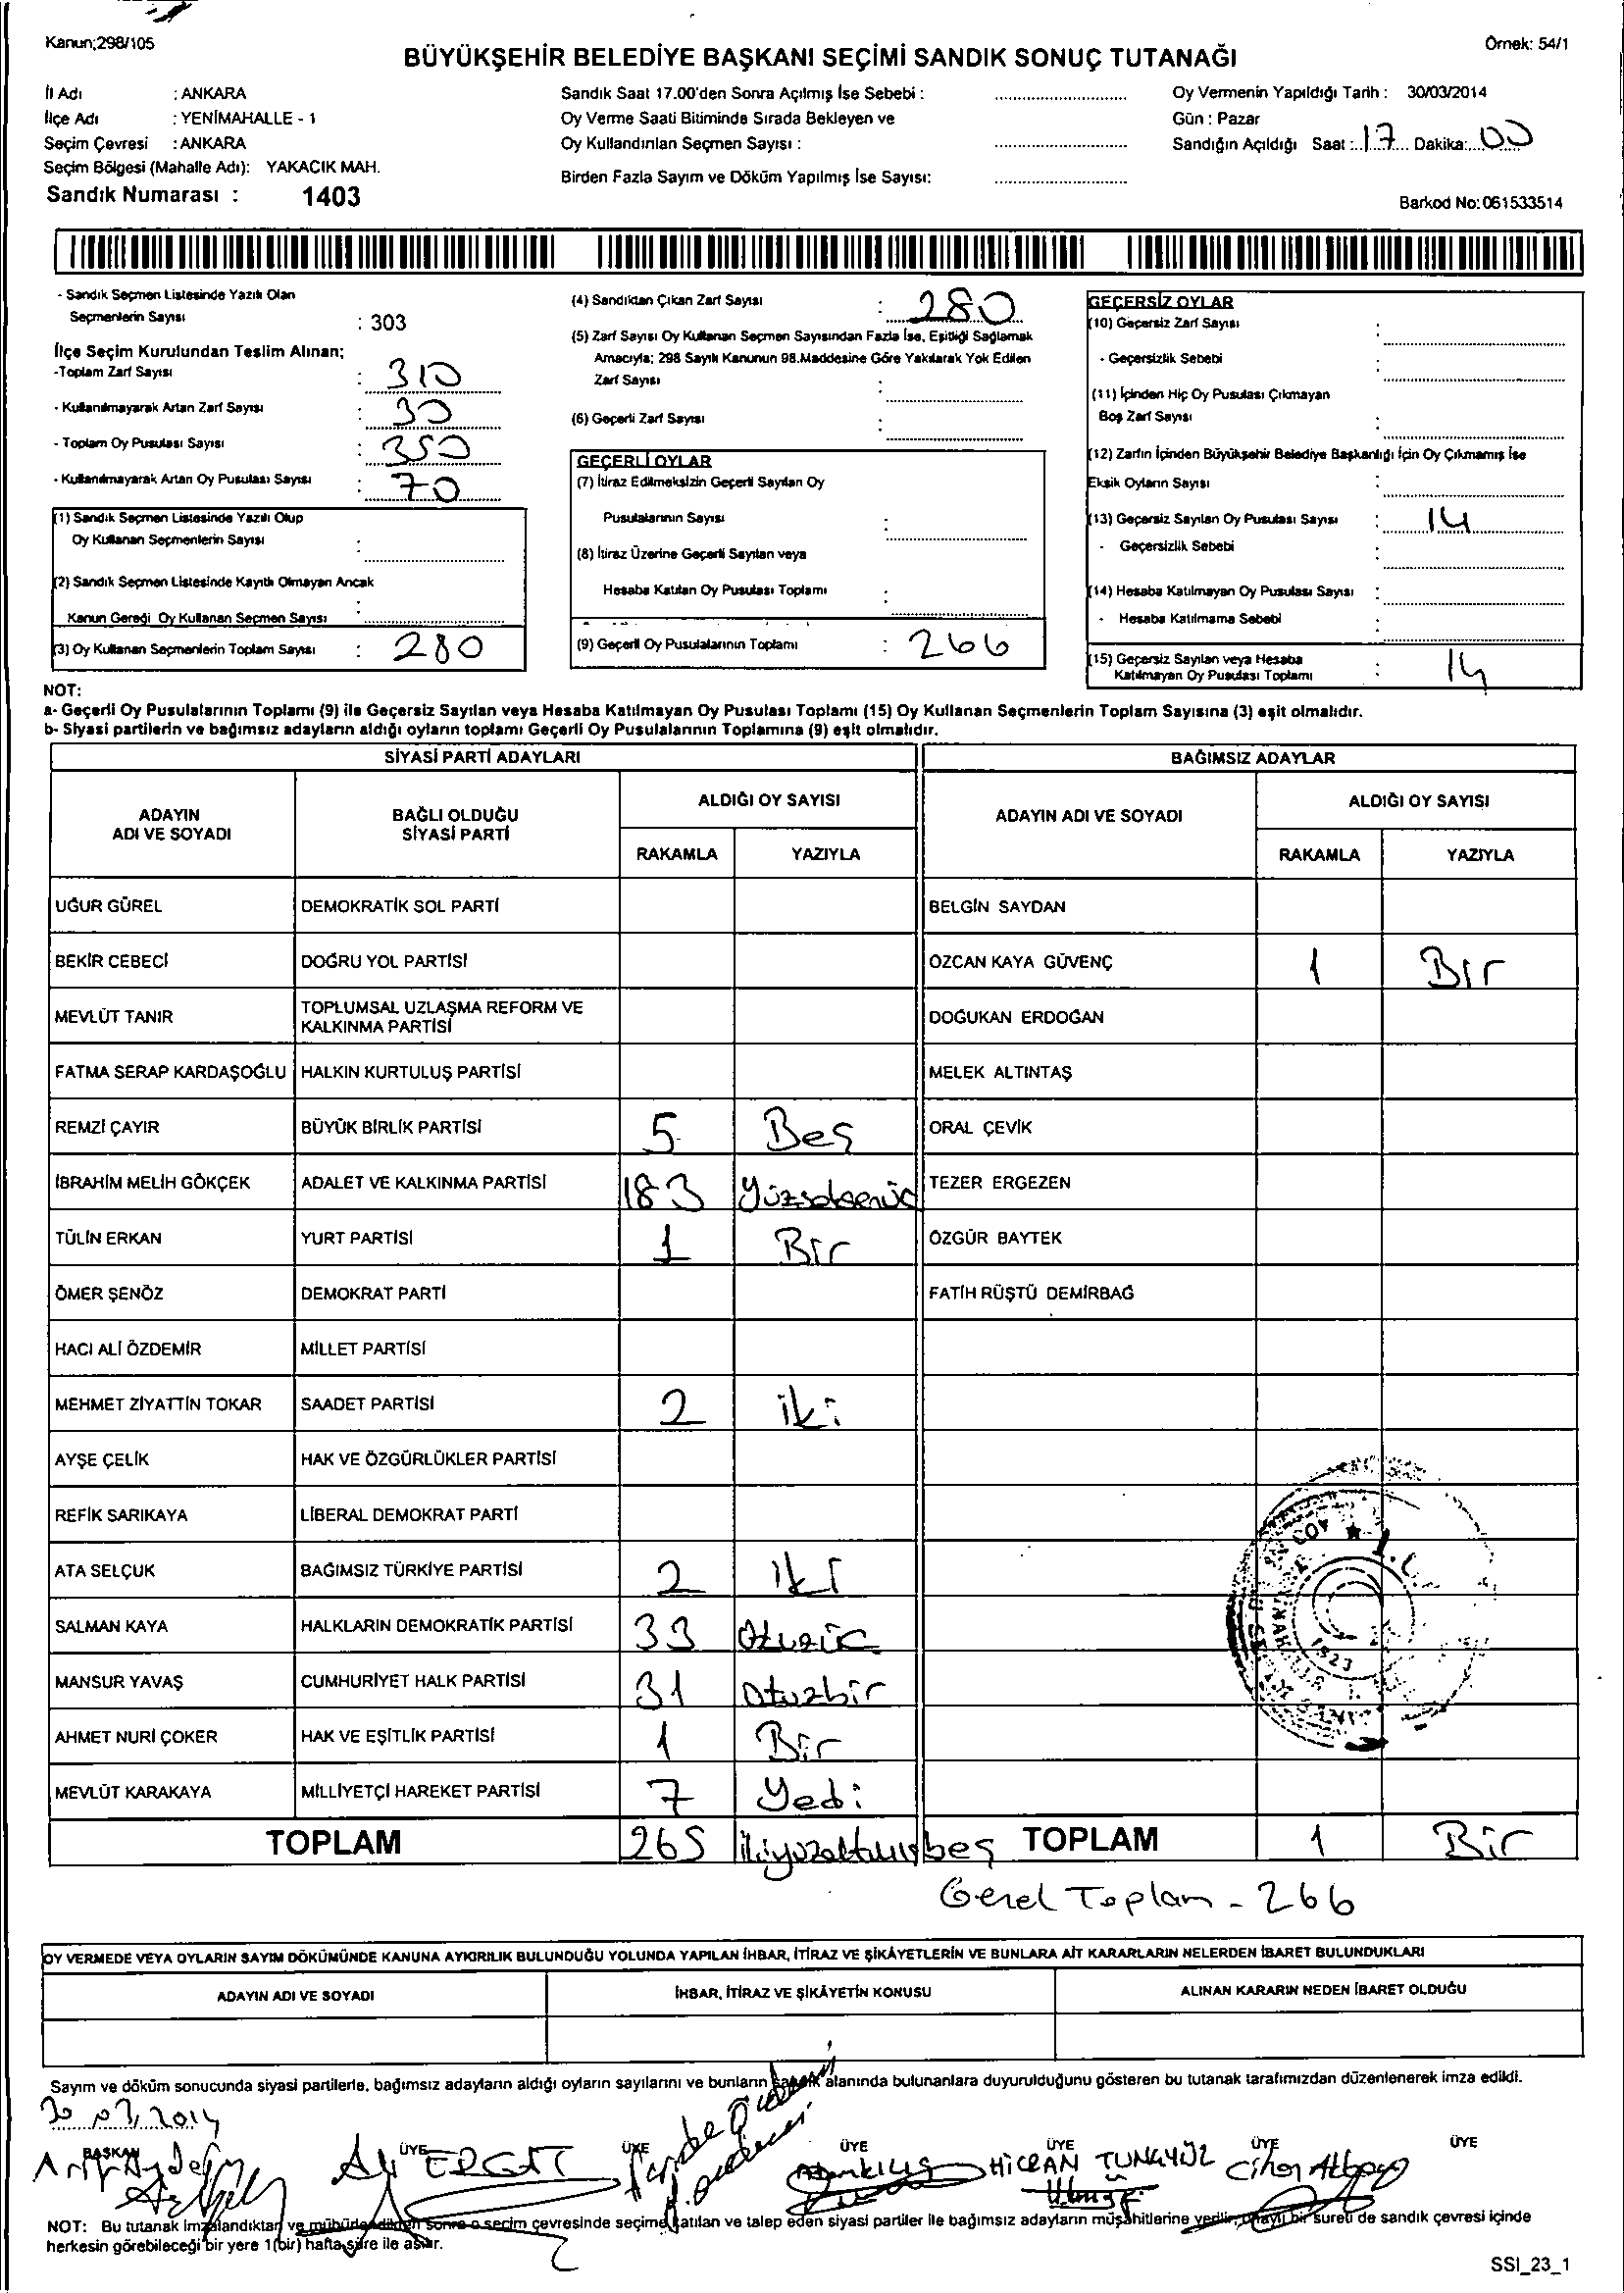 Kanun;298/105
Örnek: 54/1
BÜYÜKŞEHİR BELEDİYE BAŞKANI SEÇİMİ SANDIK SONUÇ TUTANAĞI
İl Adı : ANKARA
İlçe Adı : YENİMAHALLE - 1
Seçim Çevresi : ANKARA
Seçim Bölgesi (Mahalle Adı): YAKACIK MAH.
Sandık Numarası : 1403
Sandık Saat 17.00'den Sonra Açılmış İse Sebebi :
Oy Verme Saati Bitiminde Sırada Bekleyen ve
Oy Kullandırılan Seçmen Sayısı :
Birden Fazla Sayım ve Döküm Yapılmış İse Sayısı:
Oy Vermenin Yapıldığı Tarih : 30/03/2014
Gün : Pazar
Sandığın Açıldığı Saat : 17 Dakika: 00
Barkod No:061533514
- Sandık Seçmen Listesinde Yazılı Olan
Seçmenlerin Sayısı : 303
İlçe Seçim Kurulundan Teslim Alınan;
-Toplam Zarf Sayısı : 310
- Kullanılmayarak Artan Zarf Sayısı : 30
- Toplam Oy Pusulası Sayısı : 350
- Kullanılmayarak Artan Oy Pusulası Sayısı : 70
(1) Sandık Seçmen Listesinde Yazılı Olup
Oy Kullanan Seçmenlerin Sayısı :
(2) Sandık Seçmen Listesinde Kayıtlı Olmayan Ancak
Kanun Gereği Oy Kullanan Seçmen Sayısı :
(3) Oy Kullanan Seçmenlerin Toplam Sayısı : 280
(4) Sandıktan Çıkan Zarf Sayısı : 280
(5) Zarf Sayısı Oy Kullanan Seçmen Sayısından Fazla İse, Eşitliği Sağlamak
Amacıyla; 298 Sayılı Kanunun 98.Maddesine Göre Yakılarak Yok Edilen
Zarf Sayısı :
(6) Geçerli Zarf Sayısı :
GEÇERLİ OYLAR
(7) İtiraz Edilmeksizin Geçerli Sayılan Oy
Pusulalarının Sayısı :
(8) İtiraz Üzerine Geçerli Sayılan veya
Hesaba Katılan Oy Pusulası Toplamı :
(9) Geçerli Oy Pusulalarının Toplamı : 266
GEÇERSİZ OYLAR
(10) Geçersiz Zarf Sayısı :
- Geçersizlik Sebebi :
(11) İçinden Hiç Oy Pusulası Çıkmayan
Boş Zarf Sayısı :
(12) Zarfın İçinden Büyükşehir Belediye Başkanlığı İçin Oy Çıkmamış İse
Eksik Oyların Sayısı :
(13) Geçersiz Sayılan Oy Pusulası Sayısı : 14
- Geçersizlik Sebebi :
(14) Hesaba Katılmayan Oy Pusulası Sayısı :
- Hesaba Katılmama Sebebi :
(15) Geçersiz Sayılan veya Hesaba
Katılmayan Oy Pusulası Toplamı : 14
NOT:
a- Geçerli Oy Pusulalarının Toplamı (9) ile Geçersiz Sayılan veya Hesaba Katılmayan Oy Pusulası Toplamı (15) Oy Kullanan Seçmenlerin Toplam Sayısına (3) eşit olmalıdır.
b- Siyasi partilerin ve bağımsız adayların aldığı oyların toplamı Geçerli Oy Pusulalarının Toplamına (9) eşit olmalıdır.
SİYASİ PARTİ ADAYLARI
BAĞIMSIZ ADAYLAR
ADAYIN ADI VE SOYADI
BAĞLI OLDUĞU SİYASİ PARTİ
ALDIĞI OY SAYISI
RAKAMLA YAZIYLA
ADAYIN ADI VE SOYADI
ALDIĞI OY SAYISI
RAKAMLA YAZIYLA
UĞUR GÜREL DEMOKRATİK SOL PARTİ BELGİN SAYDAN
BEKİR CEBECİ DOĞRU YOL PARTİSİ ÖZCAN KAYA GÜVENÇ 1 Bir
MEVLÜT TANIR TOPLUMSAL UZLAŞMA REFORM VE KALKINMA PARTİSİ DOĞUKAN ERDOĞAN
FATMA SERAP KARDAŞOĞLU HALKIN KURTULUŞ PARTİSİ MELEK ALTINTAŞ
REMZİ ÇAYIR BÜYÜK BİRLİK PARTİSİ 5 Beş ORAL ÇEVİK
İBRAHİM MELİH GÖKÇEK ADALET VE KALKINMA PARTİSİ 183 yüzseksenüç TEZER ERGEZEN
TÜLİN ERKAN YURT PARTİSİ 1 Bir ÖZGÜR BAYTEK
ÖMER ŞENÖZ DEMOKRAT PARTİ FATİH RÜŞTÜ DEMİRBAĞ
HACI ALİ ÖZDEMİR MİLLET PARTİSİ
MEHMET ZİYATTİN TOKAR SAADET PARTİSİ 2 iki
AYŞE ÇELİK HAK VE ÖZGÜRLÜKLER PARTİSİ
REFİK SARIKAYA LİBERAL DEMOKRAT PARTİ
ATA SELÇUK BAĞIMSIZ TÜRKİYE PARTİSİ 2 iki
SALMAN KAYA HALKLARIN DEMOKRATİK PARTİSİ 33
MANSUR YAVAŞ CUMHURİYET HALK PARTİSİ 31 otuzbir
AHMET NURİ ÇOKER HAK VE EŞİTLİK PARTİSİ 1 Bir
MEVLÜT KARAKAYA MİLLİYETÇİ HAREKET PARTİSİ 7 Yedi
TOPLAM 265 ikiyüzaltmışbeş TOPLAM 1 Bir
Genel Toplam - 266
OY VERMEDE VEYA OYLARIN SAYIM DÖKÜMÜNDE KANUNA AYKIRILIK BULUNDUĞU YOLUNDA YAPILAN İHBAR, İTİRAZ VE ŞİKÂYETLERİN VE BUNLARA AİT KARARLARIN NELERDEN İBARET BULUNDUKLARI
ADAYIN ADI VE SOYADI İHBAR, İTİRAZ VE ŞİKÂYETİN KONUSU ALINAN KARARIN NEDEN İBARET OLDUĞU
Sayım ve döküm sonucunda siyasi partilerle, bağımsız adayların aldığı oyların sayılarını ve bunların sandık alanında bulunanlara duyurulduğunu gösteren bu tutanak tarafımızdan düzenlenerek imza edildi.
30.03.2014
BAŞKAN ÜYE ÜYE ÜYE ÜYE ÜYE ÜYE
HİCRAN
NOT: Bu tutanak imzalandıktan ve mühürlendikten sonra o seçim çevresinde seçime katılan ve talep eden siyasi partiler ile bağımsız adayların müşahitlerine verilir, onaylı bir sureti de sandık çevresi içinde
herkesin görebileceği bir yere 1(bir) hafta süre ile asılır.
SSI_23_1